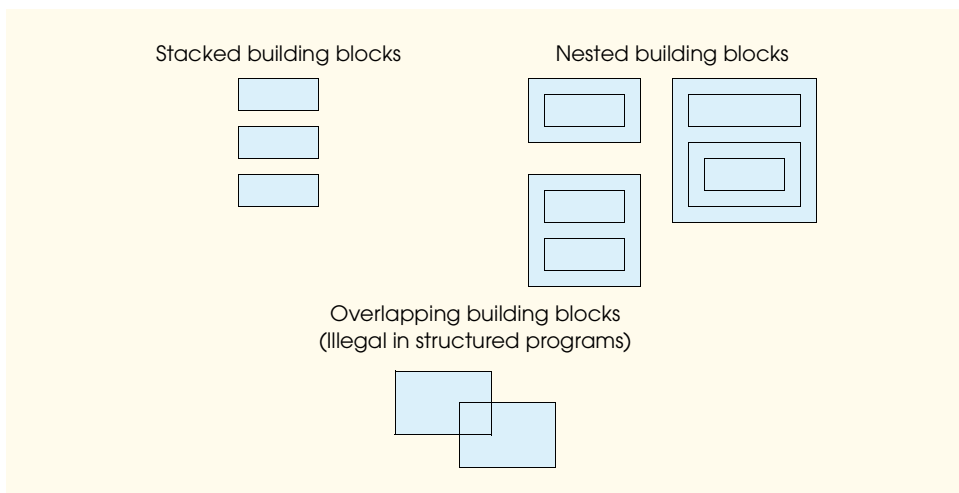 Stacked building blocks
Nested building blocks
Overlapping building blocks
(Illegal in structured programs)